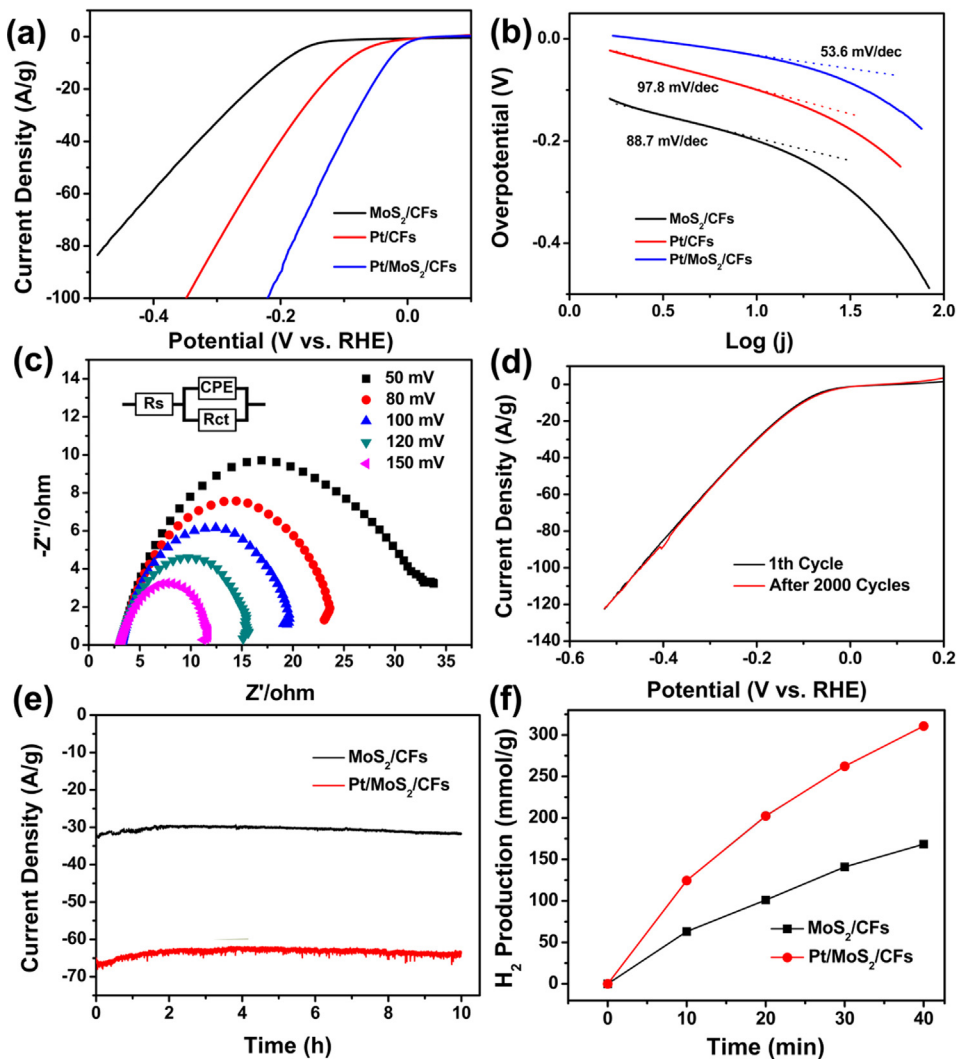 (a)
Current Density (A/g)
0
-20
-40
-60
-80
-100
-0.4
-0.2
0.0
Potential (V vs. RHE)
MoS₂/CFs
Pt/CFs
Pt/MoS₂/CFs
(b)
Overpotential (V)
0.0
-0.2
-0.4
0.0
0.5
1.0
1.5
2.0
Log (j)
53.6 mV/dec
97.8 mV/dec
88.7 mV/dec
MoS₂/CFs
Pt/CFs
Pt/MoS₂/CFs
(c)
-Z''/ohm
14
12
10
8
6
4
2
0
0
5
10
15
20
25
30
35
Z'/ohm
Rs
CPE
Rct
50 mV
80 mV
100 mV
120 mV
150 mV
(d)
Current Density (A/g)
20
0
-20
-40
-60
-80
-100
-120
-140
-0.6
-0.4
-0.2
0.0
0.2
Potential (V vs. RHE)
1th Cycle
After 2000 Cycles
(e)
Current Density (A/g)
0
-10
-20
-30
-40
-50
-60
-70
0
2
4
6
8
10
Time (h)
MoS₂/CFs
Pt/MoS₂/CFs
(f)
H₂ Production (mmol/g)
300
250
200
150
100
50
0
0
10
20
30
40
Time (min)
MoS₂/CFs
Pt/MoS₂/CFs